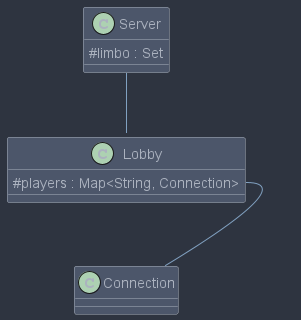 C Server
#limbo : Set
C Lobby
#players : Map<String, Connection>
C Connection